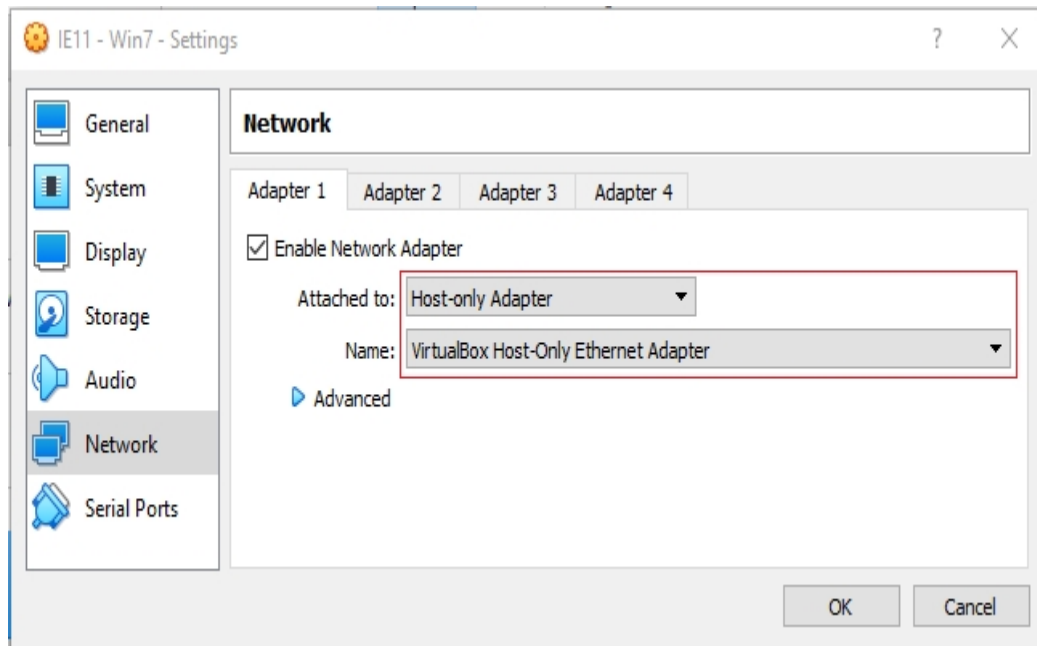 IE11 - Win7 - Settings
?
General
System
Display
Storage
Audio
Network
Serial Ports
Network
Adapter 1 Adapter 2 Adapter 3 Adapter 4
Enable Network Adapter
Attached to: Host-only Adapter
Name: VirtualBox Host-Only Ethernet Adapter
Advanced
OK Cancel